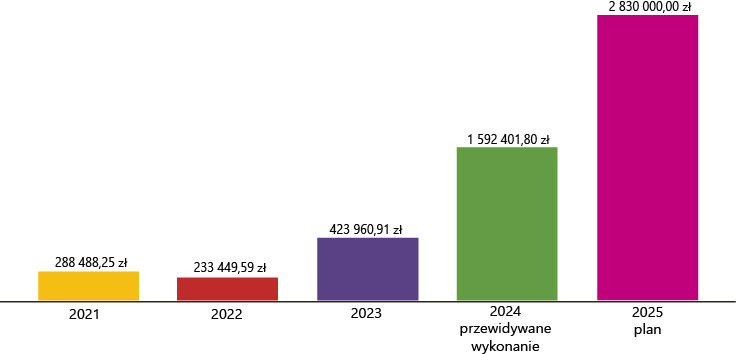 2 830 000,00 zł
1 592 401,80 zł
423 960,91 zł
288 488,25 zł
233 449,59 zł
2021
2022
2023
2024
przewidywane
wykonanie
2025
plan